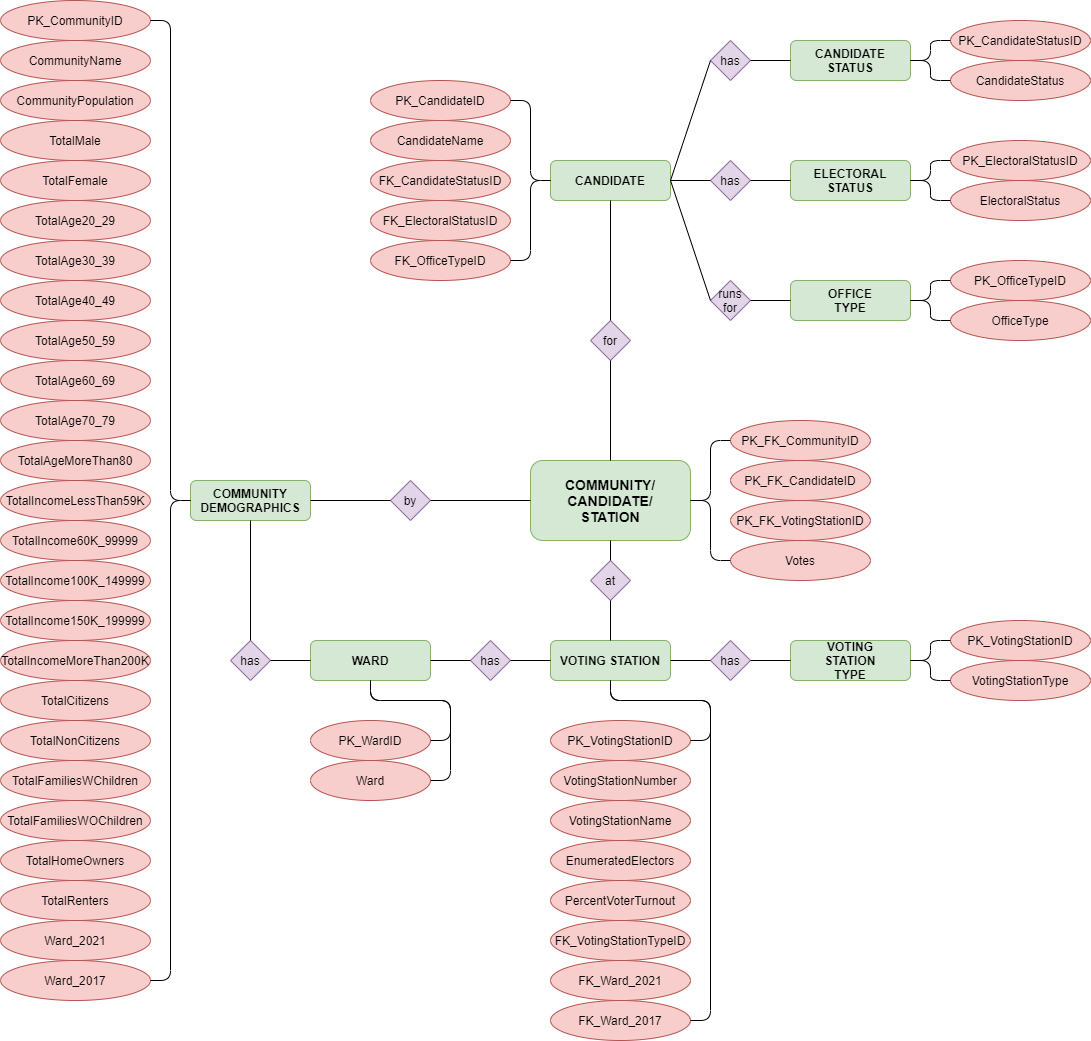 PK_CommunityID
CommunityName
CommunityPopulation
TotalMale
TotalFemale
TotalAge20_29
TotalAge30_39
TotalAge40_49
TotalAge50_59
TotalAge60_69
TotalAge70_79
TotalAgeMoreThan80
TotalIncomeLessThan59K
TotalIncome60K_99999
TotalIncome100K_149999
TotalIncome150K_199999
TotalIncomeMoreThan200K
TotalCitizens
TotalNonCitizens
TotalFamiliesWChildren
TotalFamiliesWOChildren
TotalHomeOwners
TotalRenters
Ward_2021
Ward_2017
COMMUNITY
DEMOGRAPHICS
by
has
WARD
PK_WardID
Ward
has
PK_CandidateID
CandidateName
FK_CandidateStatusID
FK_ElectoralStatusID
FK_OfficeTypeID
CANDIDATE
has
CANDIDATE
STATUS
PK_CandidateStatusID
CandidateStatus
has
ELECTORAL
STATUS
PK_ElectoralStatusID
ElectoralStatus
runs
for
OFFICE
TYPE
PK_OfficeTypeID
OfficeType
for
COMMUNITY/
CANDIDATE/
STATION
PK_FK_CommunityID
PK_FK_CandidateID
PK_FK_VotingStationID
Votes
at
VOTING STATION
has
VOTING
STATION
TYPE
PK_VotingStationID
VotingStationType
PK_VotingStationID
VotingStationNumber
VotingStationName
EnumeratedElectors
PercentVoterTurnout
FK_VotingStationTypeID
FK_Ward_2021
FK_Ward_2017